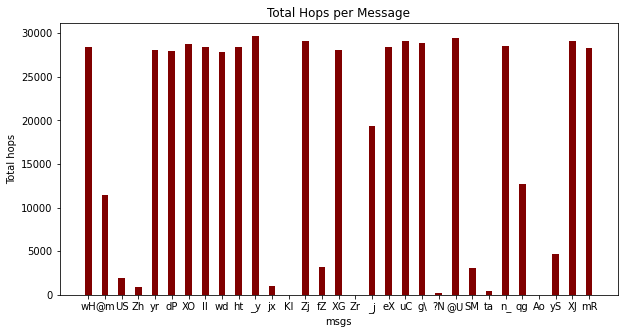 Total Hops per Message
30000
25000
20000
15000
10000
5000
0
Total hops
wH @m US Zh yr dP XO II wd ht _y jx KI Zj fZ XG Zr _j eX uC g\ ?N @U SM ta n_ qg Ao yS XJ mR
msgs